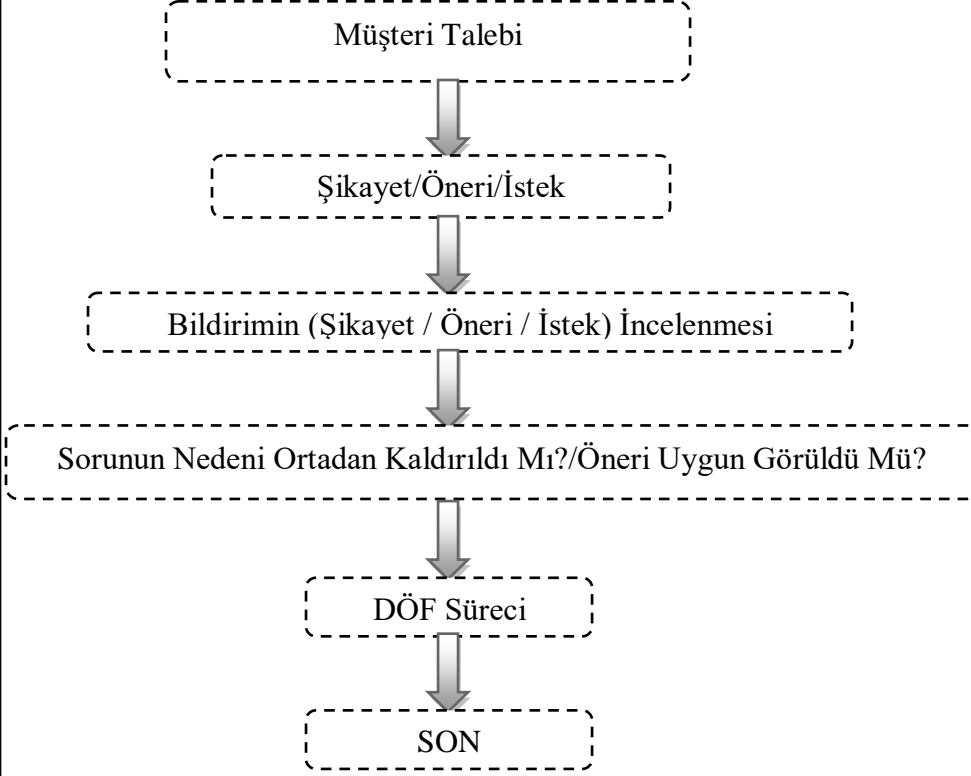 Müşteri Talebi
Şikayet/Öneri/İstek
Bildirimin (Şikayet / Öneri / İstek) İncelenmesi
Sorunun Nedeni Ortadan Kaldırıldı Mı?/Öneri Uygun Görüldü Mü?
DÖF Süreci
SON